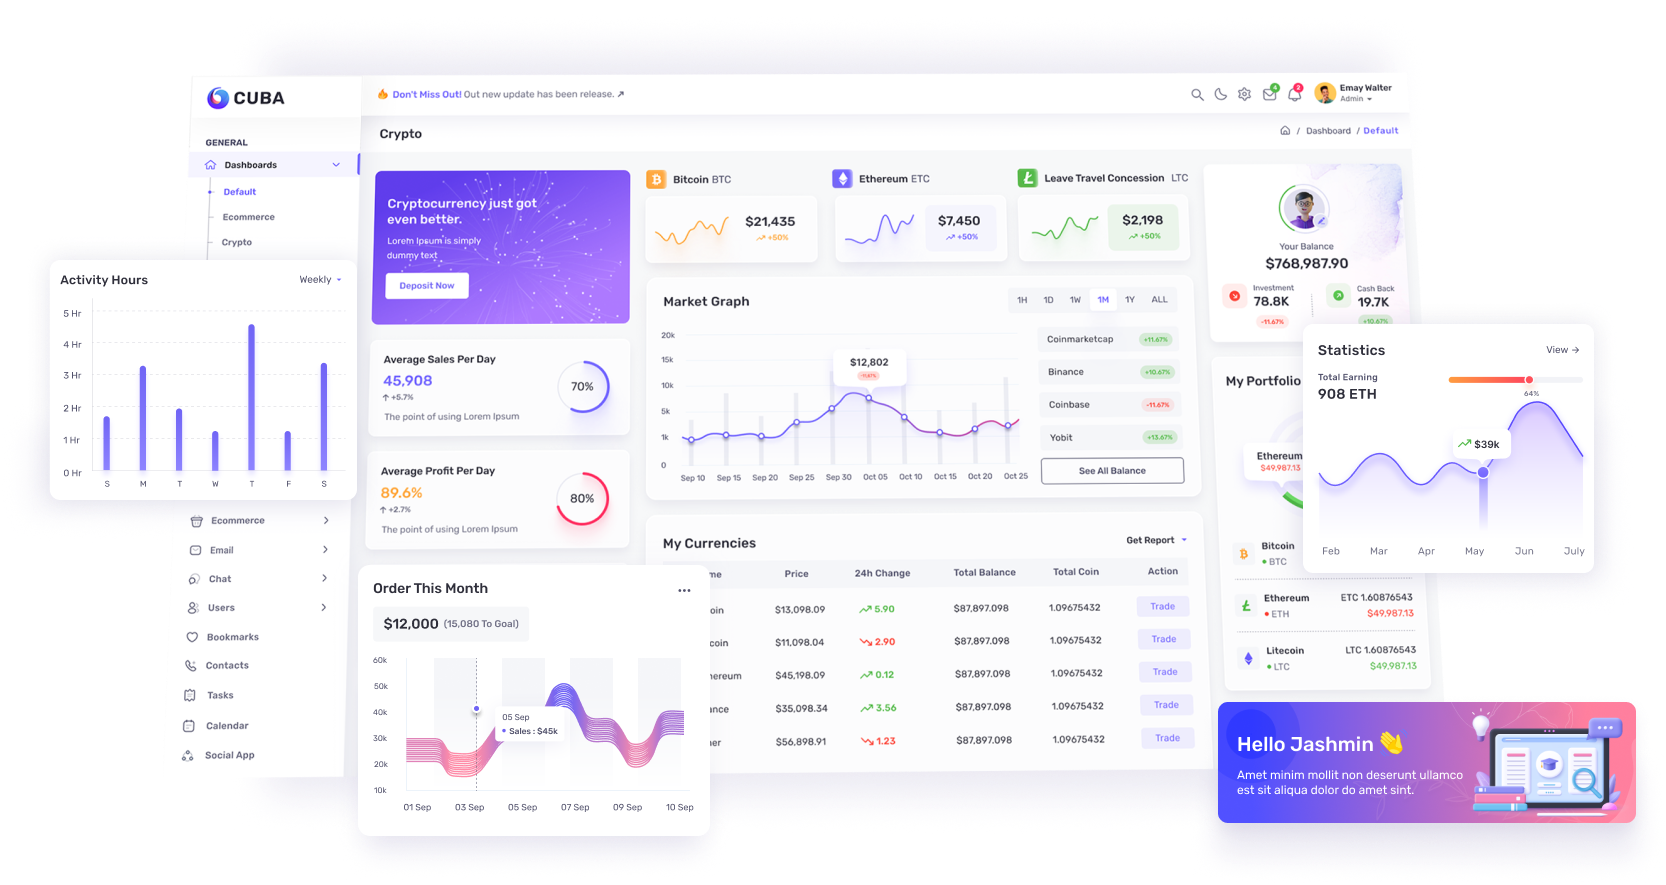 CUBA
Don't Miss Out! Out new update has been release.
4
2
Emay Walter
Admin
GENERAL
Dashboards
Default
Ecommerce
Crypto
Crypto
/ Dashboard / Default
Activity Hours
Weekly
5 Hr
4 Hr
3 Hr
2 Hr
1 Hr
0 Hr
S M T W T F S
Ecommerce
Email
Chat
Users
Bookmarks
Contacts
Tasks
Calendar
Social App
Cryptocurrency just got
even better.
Lorem Ipsum is simply
dummy text
Deposit Now
Average Sales Per Day
45,908
+5.7%
The point of using Lorem Ipsum
70%
Average Profit Per Day
89.6%
+2.7%
The point of using Lorem Ipsum
80%
Bitcoin BTC
$21,435
+50%
Ethereum ETC
$7,450
+50%
Leave Travel Concession LTC
$2,198
+50%
Market Graph
1H 1D 1W 1M 1Y ALL
20k
15k
10k
5k
1k
0
$12,802
-11.67%
Sep 10 Sep 15 Sep 20 Sep 25 Sep 30 Oct 05 Oct 10 Oct 15 Oct 20 Oct 25
Coinmarketcap +11.67%
Binance +10.67%
Coinbase -11.67%
Yobit +13.67%
See All Balance
My Currencies
Get Report
me Price 24h Change Total Balance Total Coin Action
oin $13,098.09 5.90 $87,897.098 1.09675432 Trade
coin $11,098.04 2.90 $87,897.098 1.09675432 Trade
hereum $45,198.09 0.12 $87,897.098 1.09675432 Trade
ance $35,098.34 3.56 $87,897.098 1.09675432 Trade
her $56,898.91 1.23 $87,897.098 1.09675432 Trade
Order This Month
$12,000 (15,080 To Goal)
60k
50k
40k
30k
20k
10k
05 Sep
Sales : $45k
01 Sep 03 Sep 05 Sep 07 Sep 09 Sep 10 Sep
Your Balance
$768,987.90
Investment
78.8K
-11.67%
Cash Back
19.7K
+10.67%
My Portfolio
Ethereum
$49,987.13
Bitcoin
BTC
Ethereum ETC 1.60876543
ETH $49,987.13
Litecoin LTC 1.60876543
LTC $49,987.13
Statistics
View
Total Earning
908 ETH
64%
$39k
Feb Mar Apr May Jun July
Hello Jashmin
Amet minim mollit non deserunt ullamco
est sit aliqua dolor do amet sint.